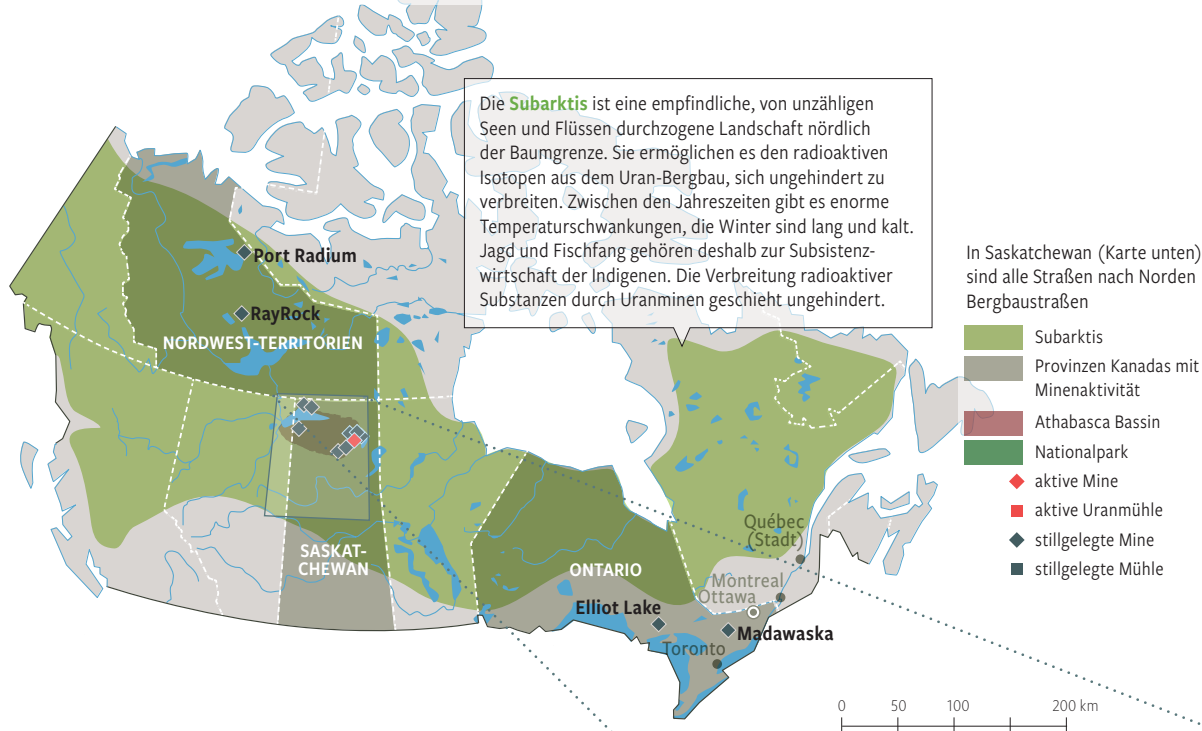 Die Subarktis ist eine empfindliche, von unzähligen
Seen und Flüssen durchzogene Landschaft nördlich
der Baumgrenze. Sie ermöglichen es den radioaktiven
Isotopen aus dem Uran-Bergbau, sich ungehindert zu
verbreiten. Zwischen den Jahreszeiten gibt es enorme
Temperaturschwankungen, die Winter sind lang und kalt.
Jagd und Fischfang gehören deshalb zur Subsistenz-
wirtschaft der Indigenen. Die Verbreitung radioaktiver
Substanzen durch Uranminen geschieht ungehindert.
Port Radium
RayRock
NORDWEST-TERRITORIEN
SASKAT-
CHEWAN
ONTARIO
Québec
(Stadt)
Montreal
Ottawa
Elliot Lake
Madawaska
Toronto
In Saskatchewan (Karte unten)
sind alle Straßen nach Norden
Bergbaustraßen
Subarktis
Provinzen Kanadas mit
Minenaktivität
Athabasca Bassin
Nationalpark
aktive Mine
aktive Uranmühle
stillgelegte Mine
stillgelegte Mühle
0 50 100 200 km